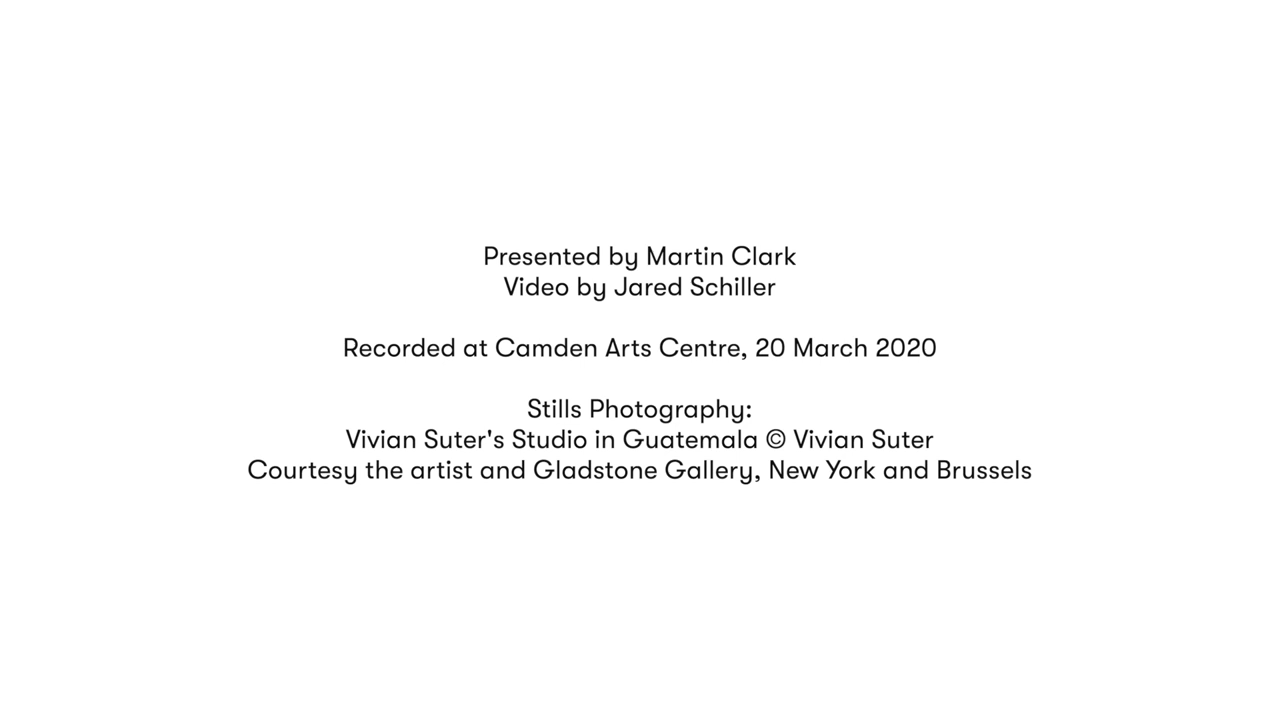 Presented by Martin Clark
Video by Jared Schiller
Recorded at Camden Arts Centre, 20 March 2020
Stills Photography:
Vivian Suter's Studio in Guatemala © Vivian Suter
Courtesy the artist and Gladstone Gallery, New York and Brussels